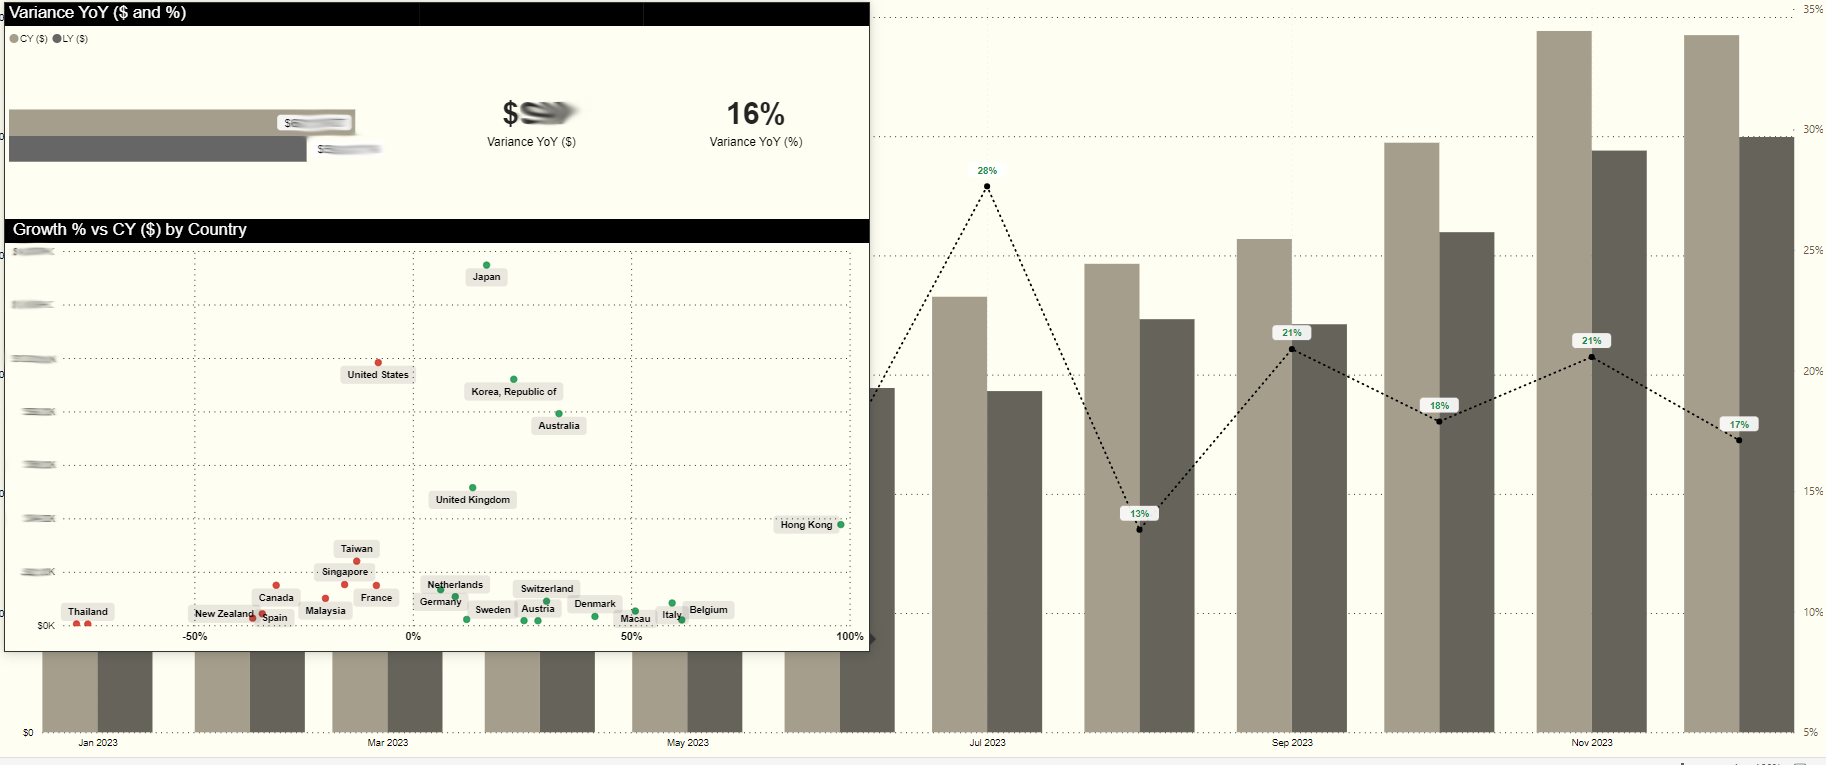 Variance YoY ($ and %)
CY ($) LY ($)
$
$
$
Variance YoY ($)
16%
Variance YoY (%)
Growth % vs CY ($) by Country
Japan
United States
Korea, Republic of
Australia
United Kingdom
Hong Kong
Taiwan
Singapore
Canada
France
Malaysia
New Zealand
Spain
Thailand
Netherlands
Germany
Switzerland
Sweden
Austria
Denmark
Macau
Italy
Belgium
$0K
-50% 0% 50% 100%
35%
30%
25%
20%
15%
10%
5%
28%
13%
21%
18%
21%
17%
$0
Jan 2023 Mar 2023 May 2023 Jul 2023 Sep 2023 Nov 2023